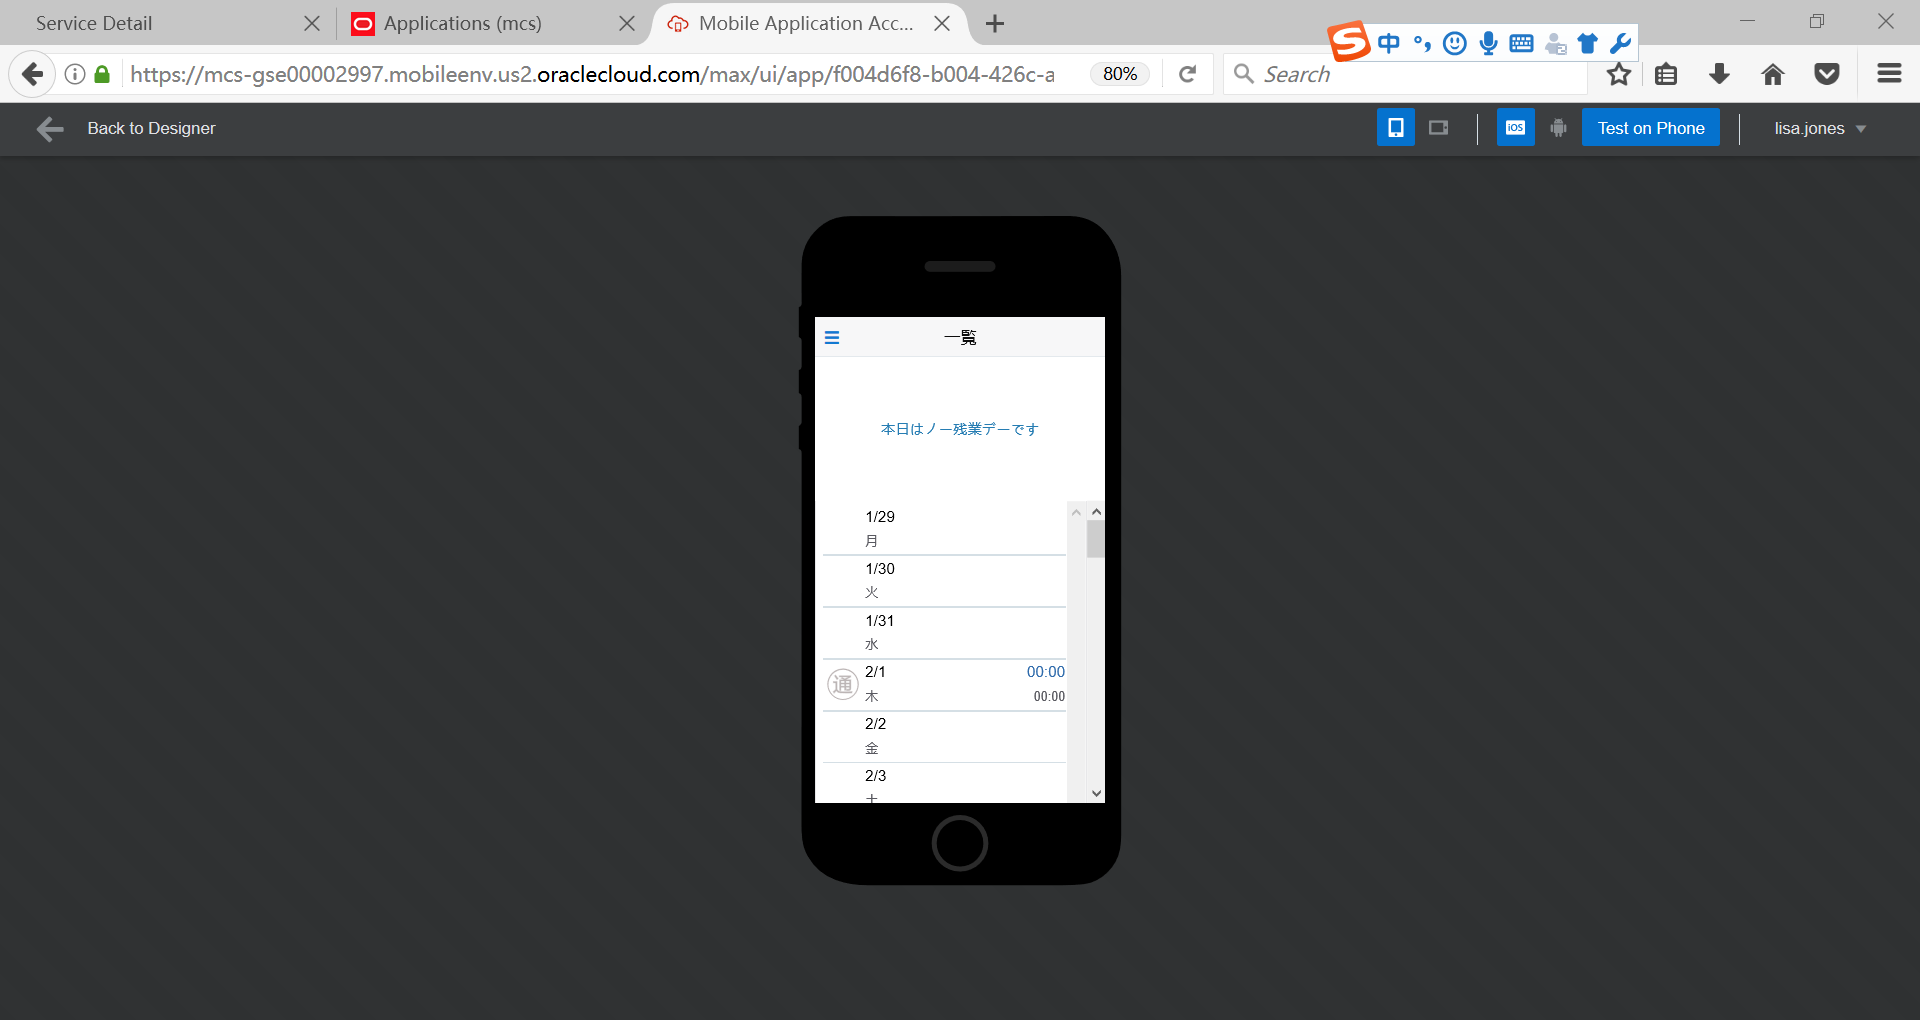 Service Detail
Applications (mcs)
Mobile Application Acc...
中
https://mcs-gse00002997.mobileenv.us2.oraclecloud.com/max/ui/app/f004d6f8-b004-426c-a
80%
Search
Back to Designer
iOS
Test on Phone
lisa.jones
一覧
本日はノー残業デーです
1/29
月
1/30
火
1/31
水
通
2/1
00:00
木
00:00
2/2
金
2/3
土